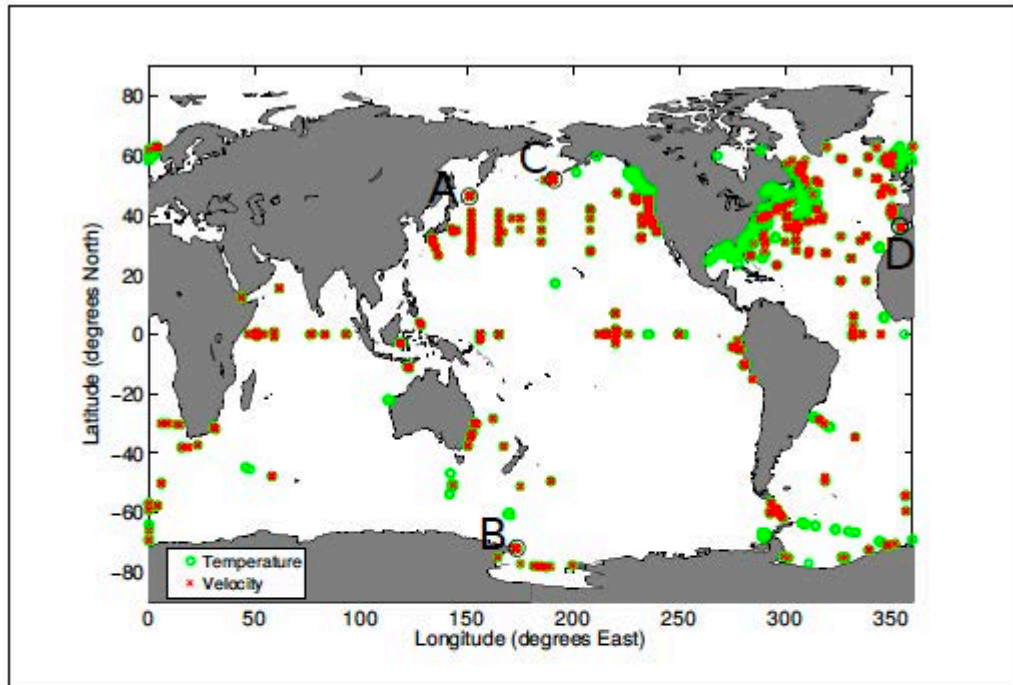 80
60
40
20
0
−20
−40
−60
−80
Latitude (degrees North)
A
C
D
B
Temperature
Velocity
0 50 100 150 200 250 300 350
Longitude (degrees East)